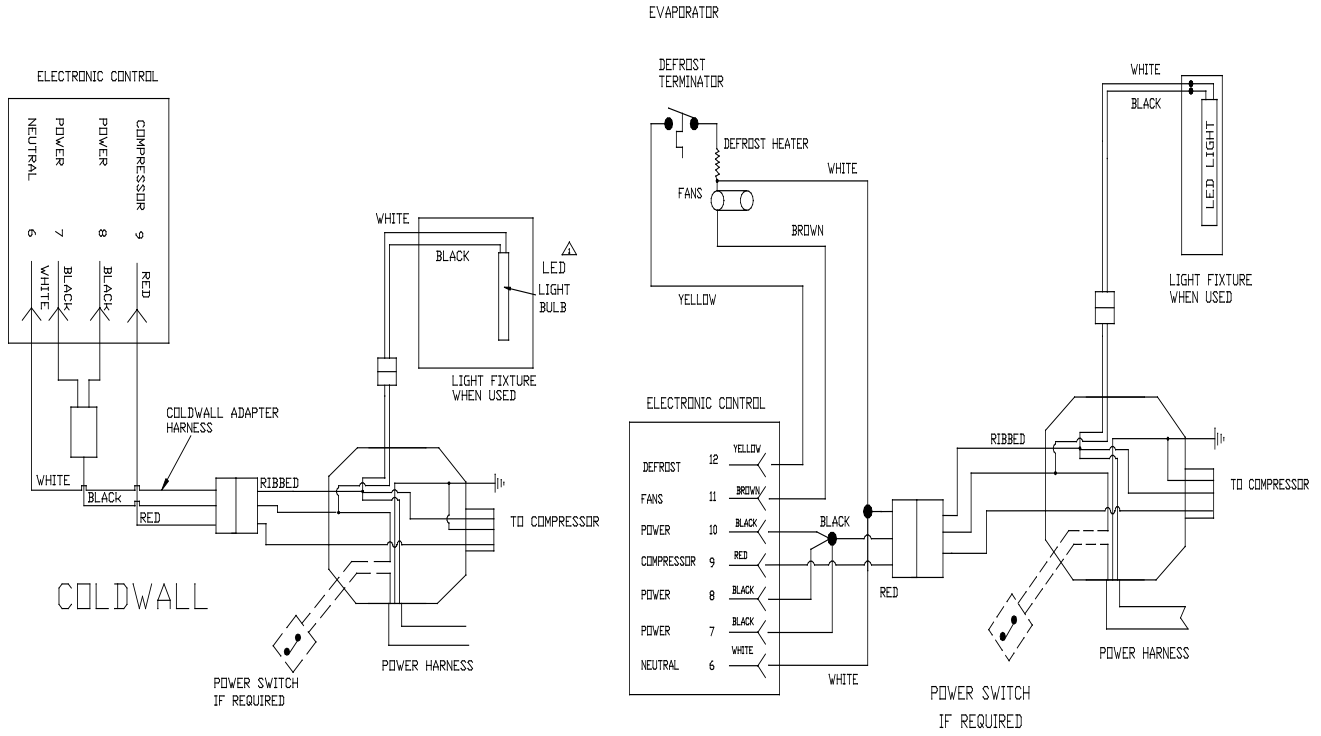 EVAPORATOR
ELECTRONIC CONTROL
NEUTRAL
POWER
POWER
COMPRESSOR
6
7
8
9
WHITE
BLACK
BLACK
RED
COLDWALL ADAPTER
HARNESS
WHITE
BLACK
RED
RIBBED
WHITE
BLACK
1
LED
LIGHT
BULB
LIGHT FIXTURE
WHEN USED
TO COMPRESSOR
COLDWALL
POWER HARNESS
POWER SWITCH
IF REQUIRED
DEFROST
TERMINATOR
DEFROST HEATER
WHITE
FANS
BROWN
YELLOW
ELECTRONIC CONTROL
DEFROST 12 YELLOW
FANS 11 BROWN
POWER 10 BLACK
COMPRESSOR 9 RED
POWER 8 BLACK
POWER 7 BLACK
NEUTRAL 6 WHITE
BLACK
RED
WHITE
RIBBED
WHITE
BLACK
LED LIGHT
LIGHT FIXTURE
WHEN USED
TO COMPRESSOR
POWER HARNESS
POWER SWITCH
IF REQUIRED